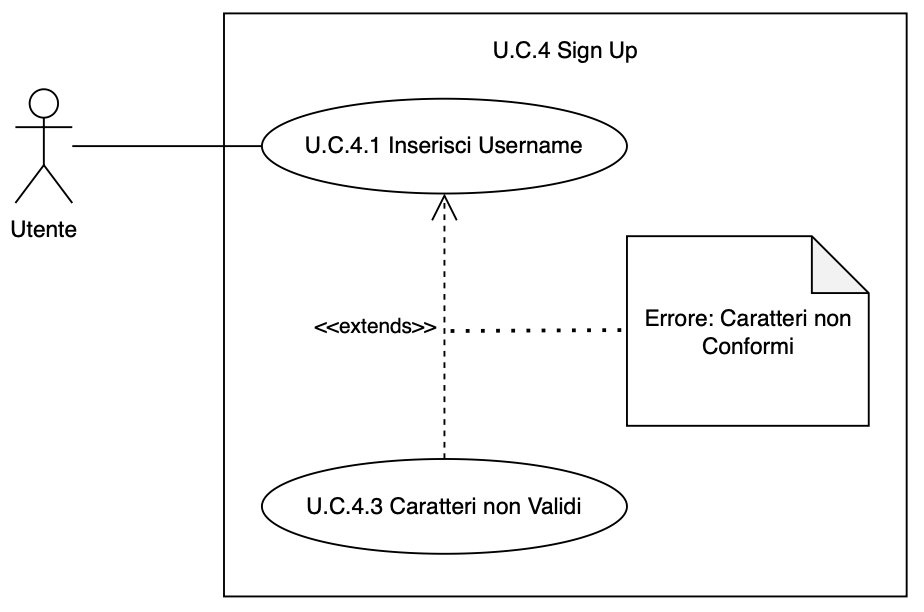 U.C.4 Sign Up
U.C.4.1 Inserisci Username
Utente
<<extends>>
Errore: Caratteri non
Conformi
U.C.4.3 Caratteri non Validi